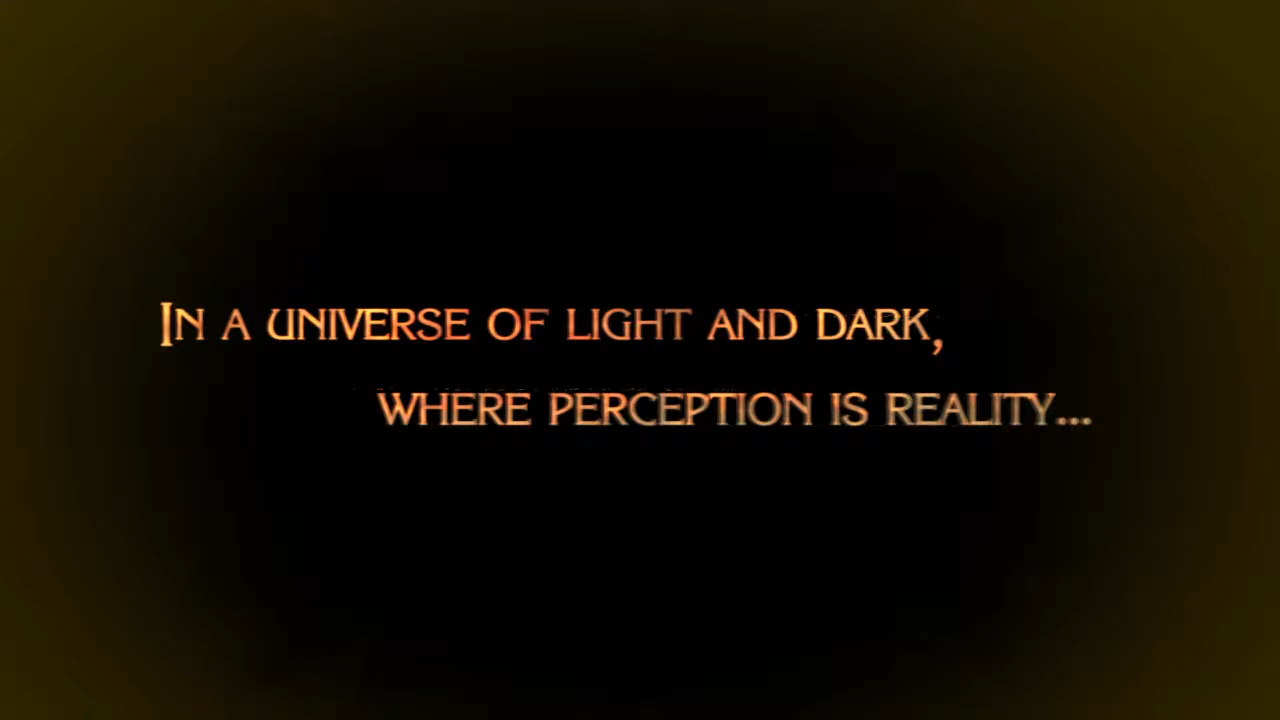 In a universe of light and dark,
where perception is reality...